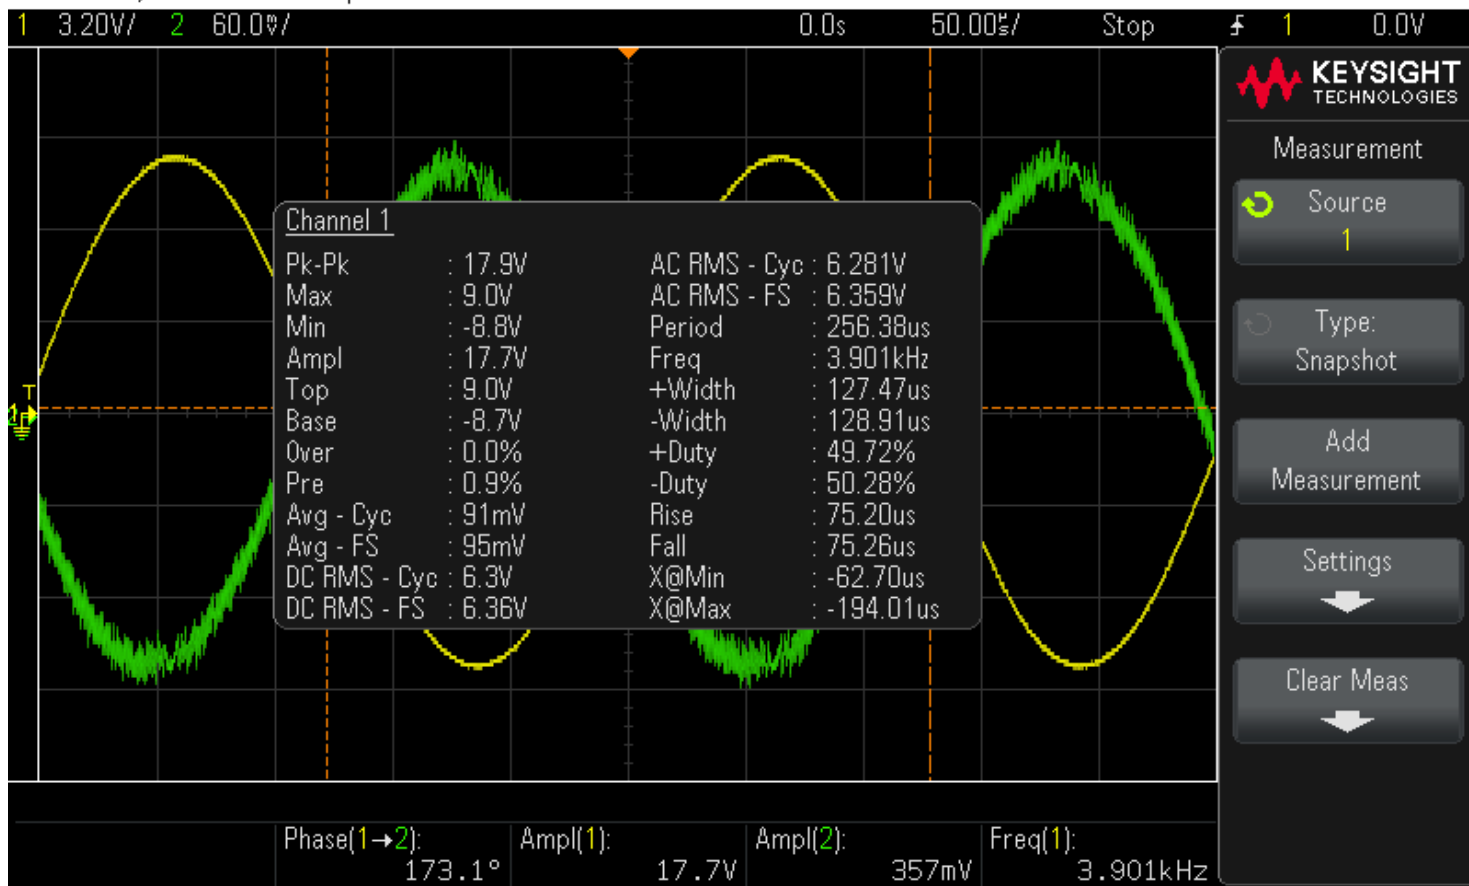 1 3.20V/ 2 60.0mV/ 0.0s 50.00us/ Stop 1 0.0V
KEYSIGHT
TECHNOLOGIES
Measurement
Source
1
Type:
Snapshot
Add
Measurement
Settings
Clear Meas
T
Channel 1
Pk-Pk : 17.9V AC RMS - Cyc : 6.281V
Max : 9.0V AC RMS - FS : 6.359V
Min : -8.8V Period : 256.38us
Ampl : 17.7V Freq : 3.901kHz
Top : 9.0V +Width : 127.47us
Base : -8.7V -Width : 128.91us
Over : 0.0% +Duty : 49.72%
Pre : 0.9% -Duty : 50.28%
Avg - Cyc : 91mV Rise : 75.20us
Avg - FS : 95mV Fall : 75.26us
DC RMS - Cyc : 6.3V X@Min : -62.70us
DC RMS - FS : 6.36V X@Max : -194.01us
Phase(1→2): Ampl(1): Ampl(2): Freq(1):
173.1° 17.7V 357mV 3.901kHz